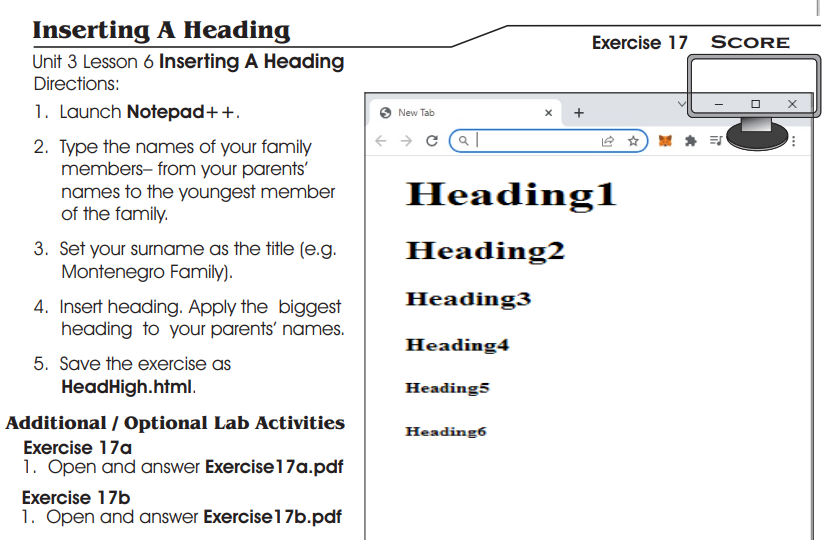 Inserting A Heading
Exercise 17 SCORE
Unit 3 Lesson 6 Inserting A Heading
Directions:
1. Launch Notepad++.
2. Type the names of your family
members– from your parents’
names to the youngest member
of the family.
3. Set your surname as the title (e.g.
Montenegro Family).
4. Insert heading. Apply the biggest
heading to your parents’ names.
5. Save the exercise as
HeadHigh.html.
Additional / Optional Lab Activities
Exercise 17a
1. Open and answer Exercise17a.pdf
Exercise 17b
1. Open and answer Exercise17b.pdf
New Tab
Heading1
Heading2
Heading3
Heading4
Heading5
Heading6